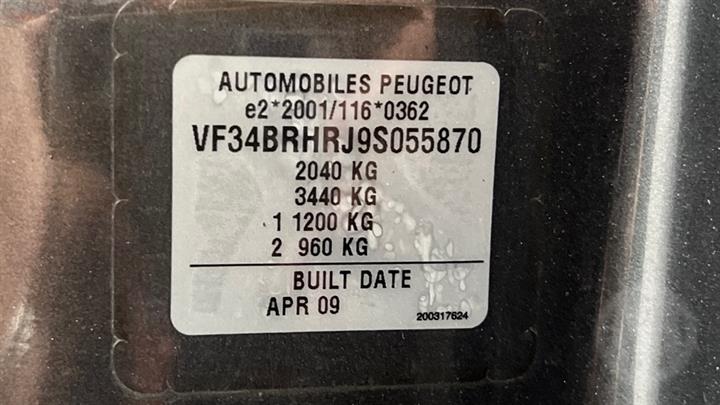 AUTOMOBILES PEUGEOT
e2*2001/116*0362
VF34BRHRJ9S055870
2040 KG
3440 KG
1 1200 KG
2 960 KG
BUILT DATE
APR 09
200317624